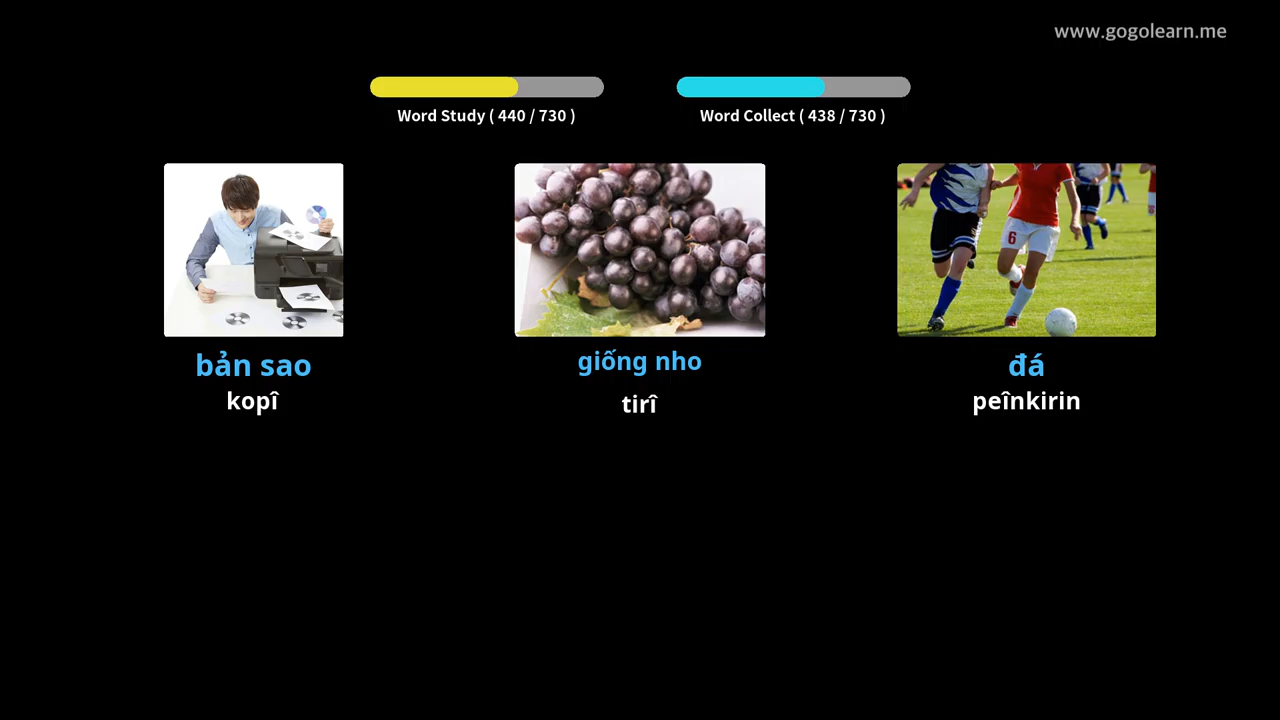 www.gogolearn.me
Word Study ( 440 / 730 )
Word Collect ( 438 / 730 )
bản sao
kopî
giống nho
tirî
đá
peînkirin